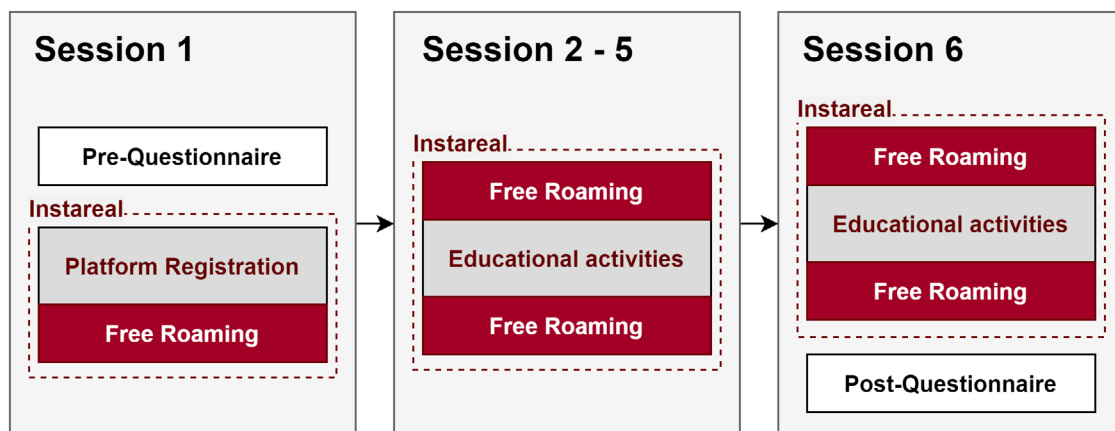 Session 1
Pre-Questionnaire
Instareal
Platform Registration
Free Roaming
Session 2 - 5
Instareal
Free Roaming
Educational activities
Free Roaming
Session 6
Instareal
Free Roaming
Educational activities
Free Roaming
Post-Questionnaire